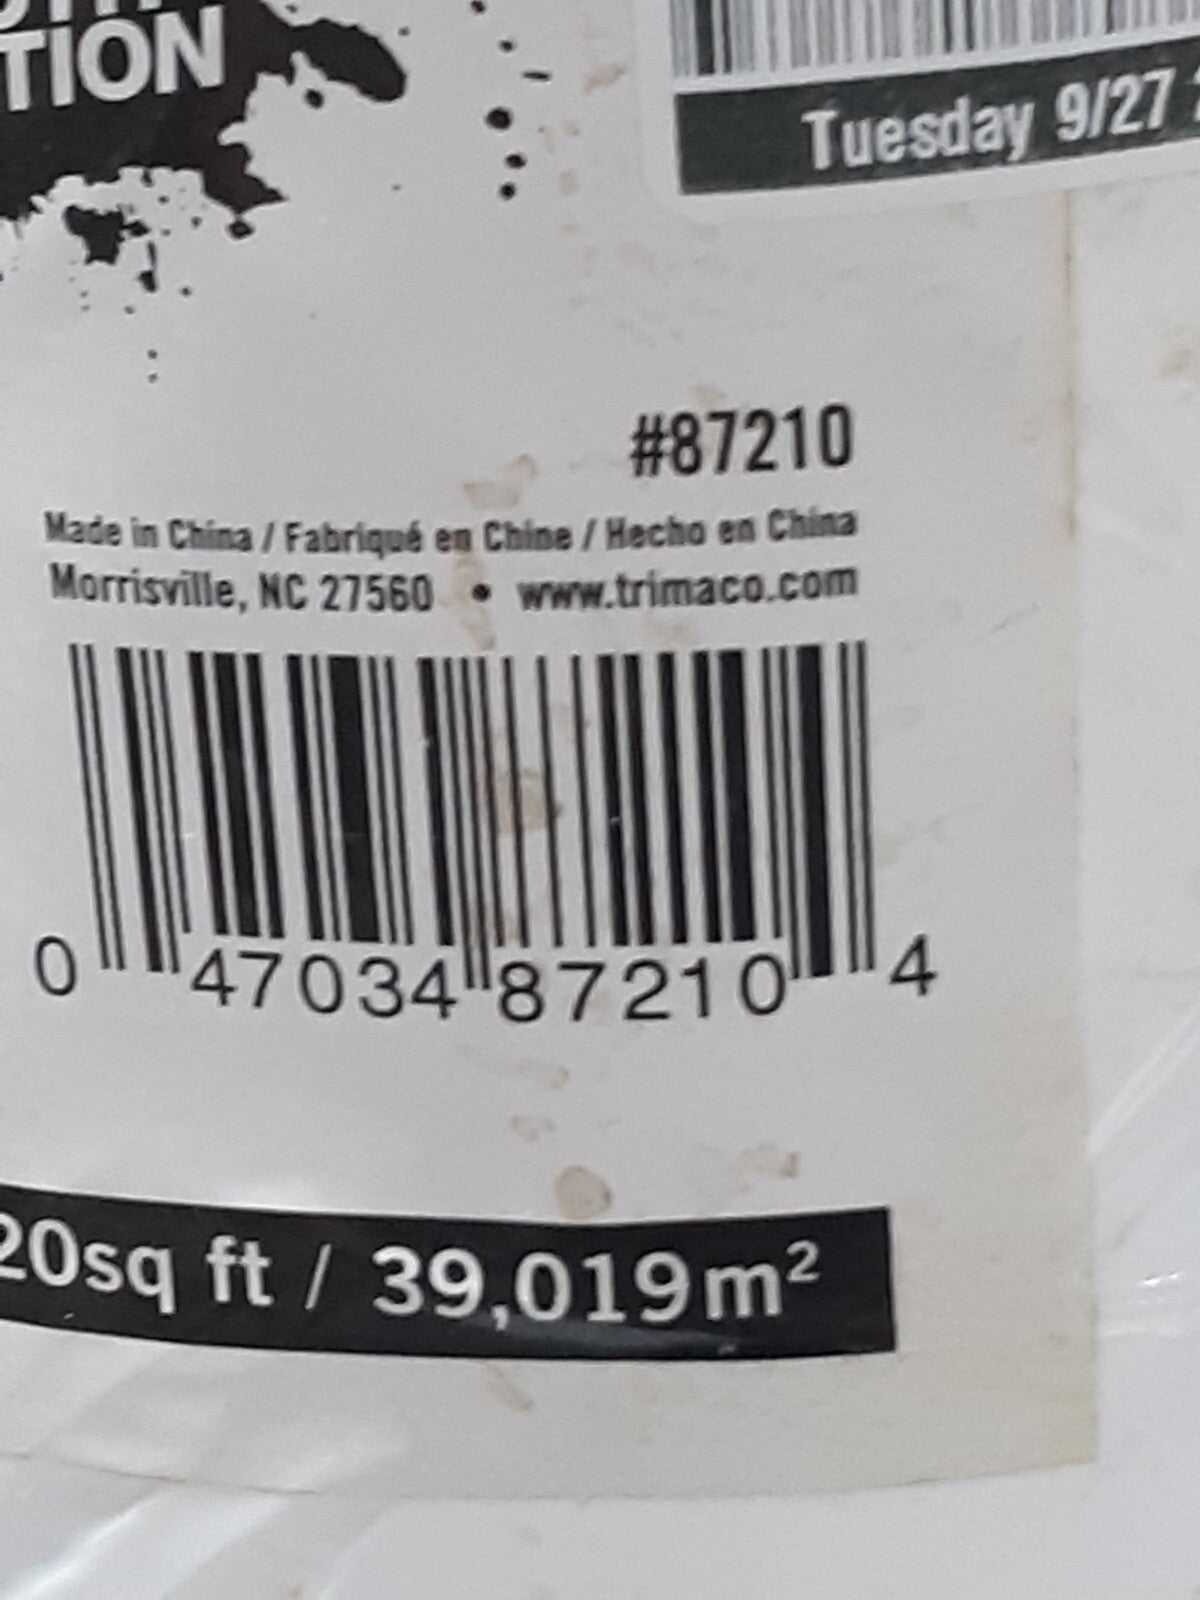 TION
Tuesday 9/27
#87210
Made in China / Fabriqué en Chine / Hecho en China
Morrisville, NC 27560 • www.trimaco.com
0 47034 87210 4
20sq ft / 39,019m²